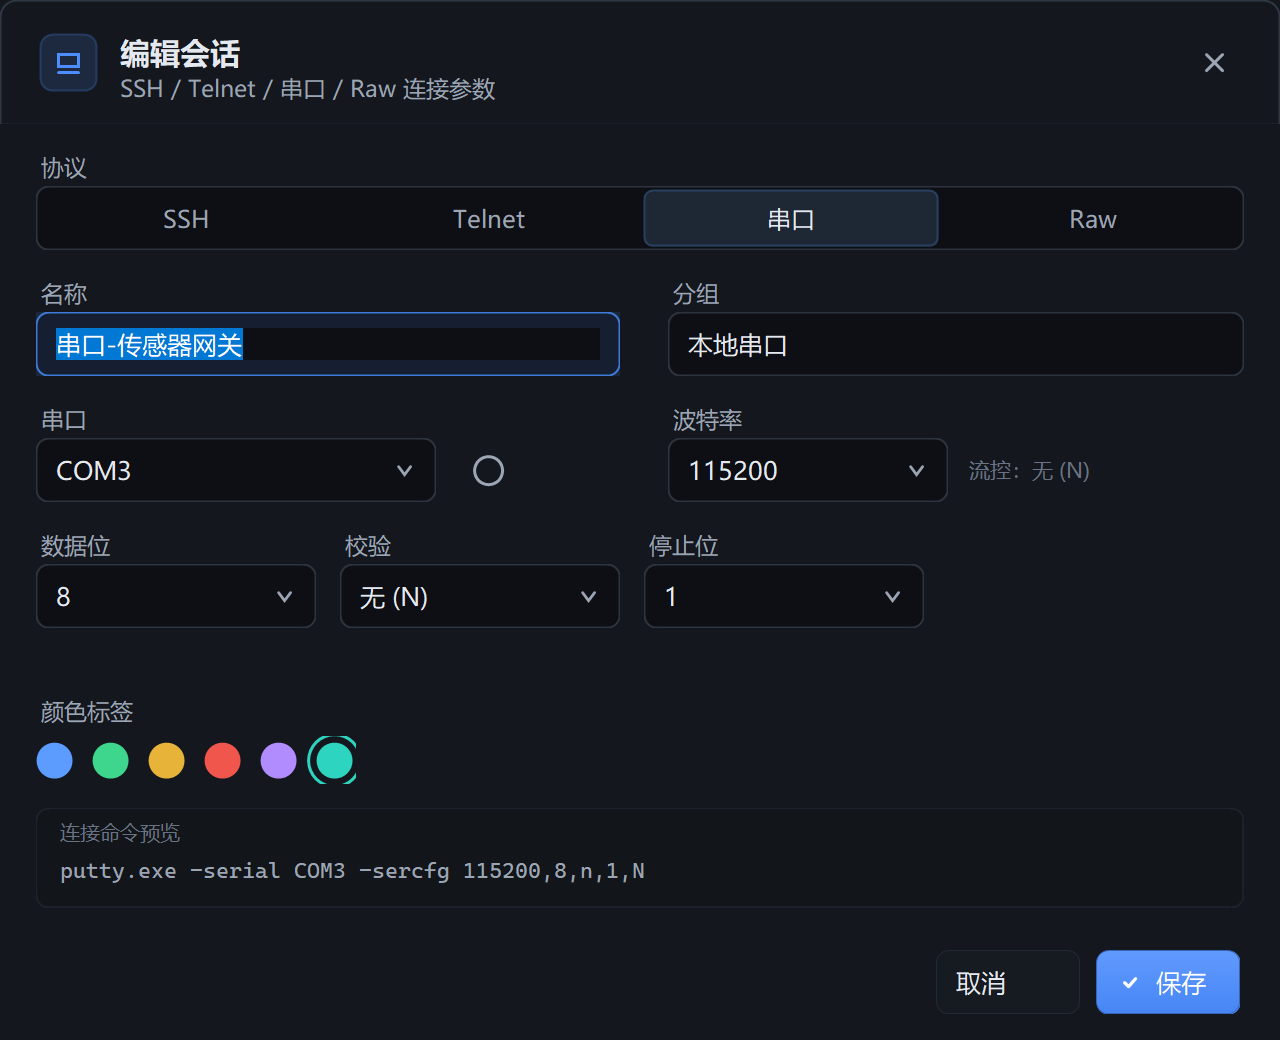 编辑会话
SSH / Telnet / 串口 / Raw 连接参数
协议
SSH Telnet 串口 Raw
名称 分组
串口-传感器网关 本地串口
串口 波特率
COM3 115200 流控：无 (N)
数据位 校验 停止位
8 无 (N) 1
颜色标签
连接命令预览
putty.exe -serial COM3 -sercfg 115200,8,n,1,N
取消 保存